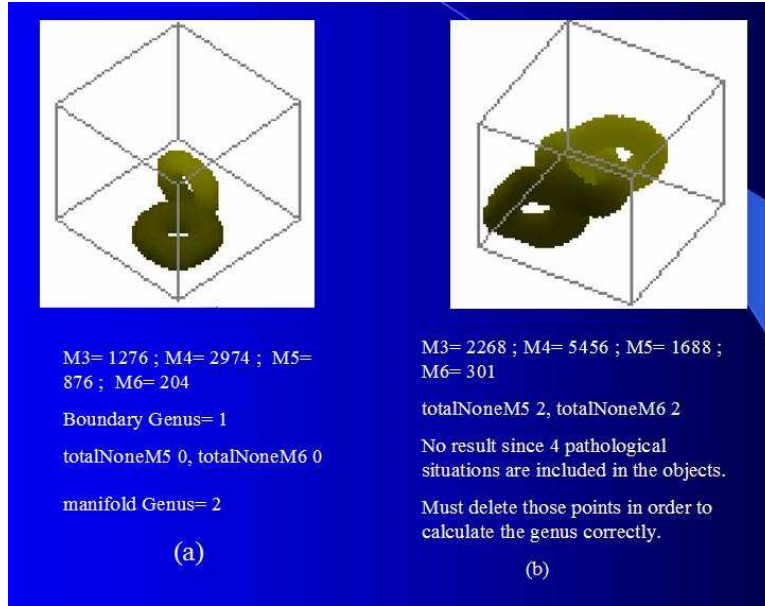 M3= 1276 ; M4= 2974 ; M5=
876 ; M6= 204
Boundary Genus= 1
totalNoneM5 0, totalNoneM6 0
manifold Genus= 2
(a)
M3= 2268 ; M4= 5456 ; M5= 1688 ;
M6= 301
totalNoneM5 2, totalNoneM6 2
No result since 4 pathological
situations are included in the objects.
Must delete those points in order to
calculate the genus correctly.
(b)